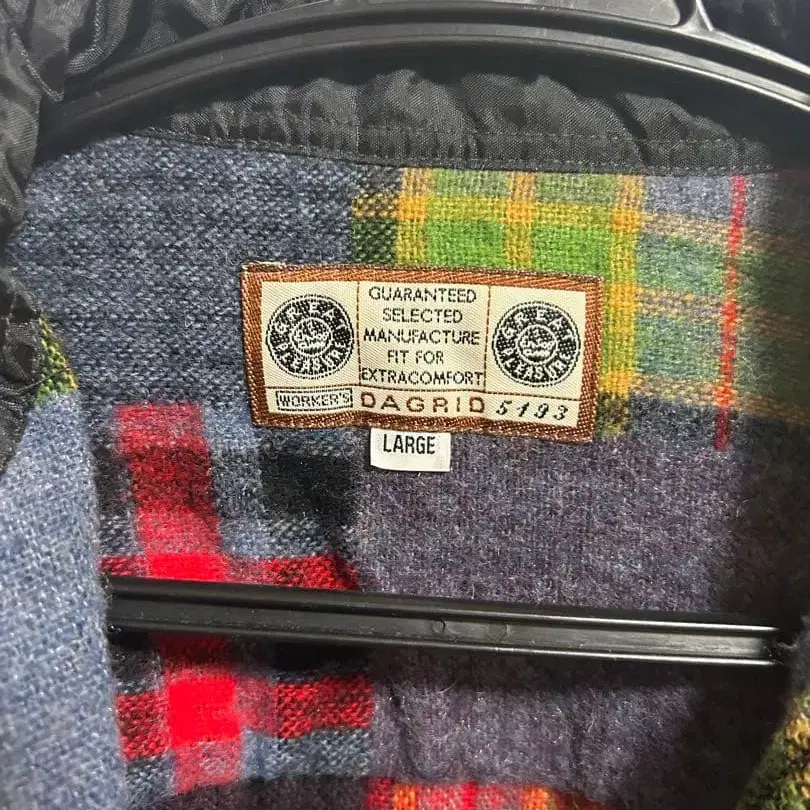 GUARANTEED
SELECTED
MANUFACTURE
FIT FOR
EXTRACOMFORT
WORKER'S DAGRID 5193
LARGE